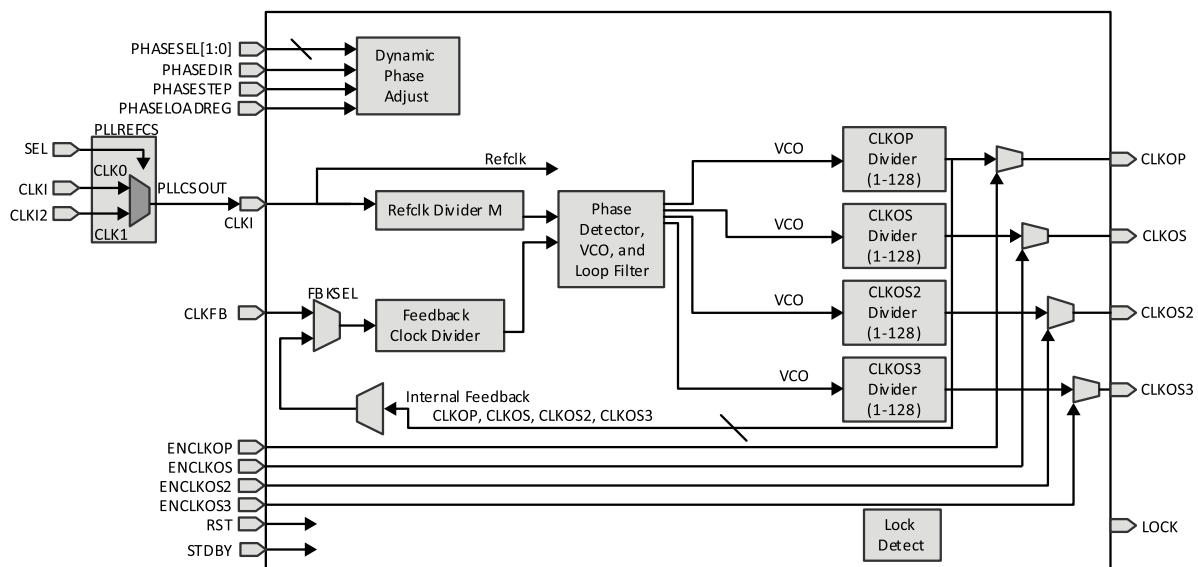 PHASESEL[1:0]
PHASEDIR
PHASESTEP
PHASELOADREG
Dynamic
Phase
Adjust
PLLREFCS
SEL
CLK0
CLKI
CLKI2
CLK1
PLLCSOUT
CLKI
Refclk
Refclk Divider M
Phase
Detector,
VCO, and
Loop Filter
VCO
CLKOP
Divider
(1-128)
CLKOP
VCO
CLKOS
Divider
(1-128)
CLKOS
CLKFB
FBKSEL
Feedback
Clock Divider
VCO
CLKOS2
Divider
(1-128)
CLKOS2
VCO
CLKOS3
Divider
(1-128)
CLKOS3
Internal Feedback
CLKOP, CLKOS, CLKOS2, CLKOS3
ENCLKOP
ENCLKOS
ENCLKOS2
ENCLKOS3
RST
STDBY
Lock
Detect
LOCK